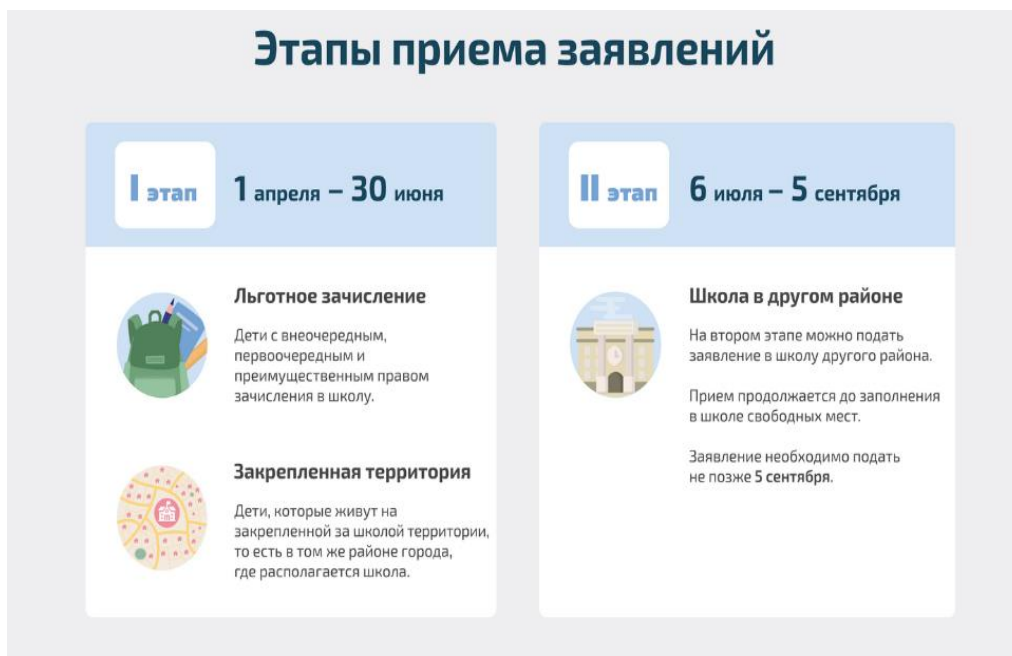 Этапы приема заявлений
I этап
1 апреля – 30 июня
Льготное зачисление
Дети с внеочередным,
первоочередным и
преимущественным правом
зачисления в школу.
Закрепленная территория
Дети, которые живут на
закрепленной за школой территории,
то есть в том же районе города,
где располагается школа.
II этап
6 июля – 5 сентября
Школа в другом районе
На втором этапе можно подать
заявление в школу другого района.
Прием продолжается до заполнения
в школе свободных мест.
Заявление необходимо подать
не позже 5 сентября.